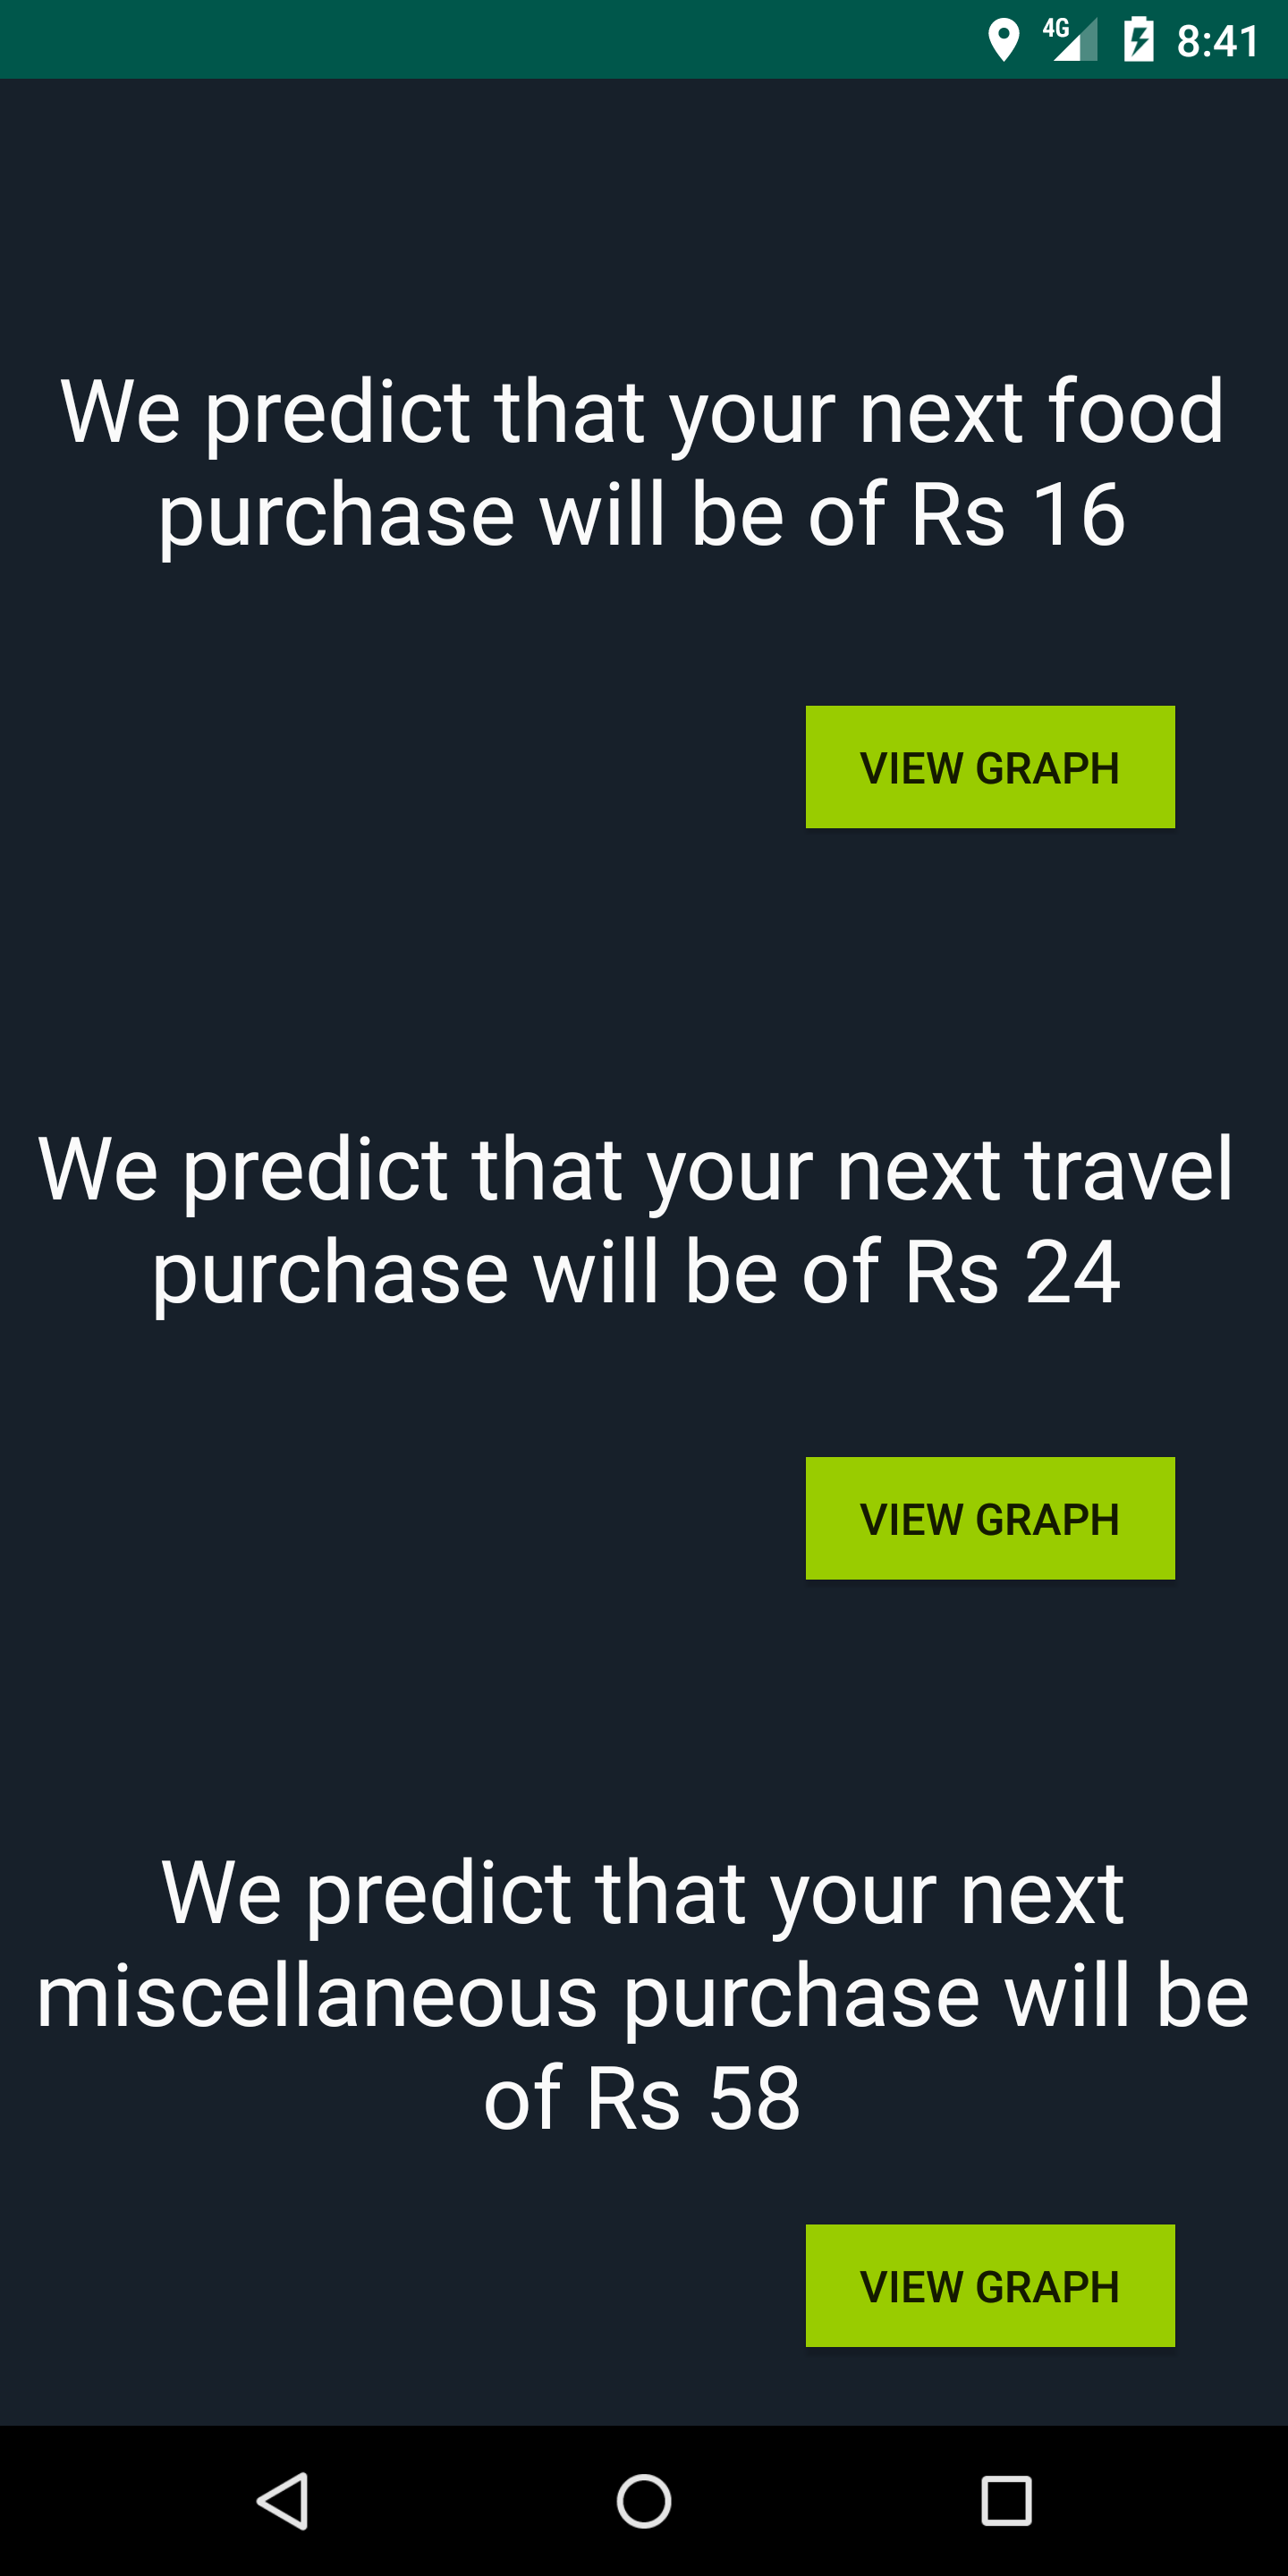 4G 8:41
We predict that your next food
purchase will be of Rs 16
VIEW GRAPH
We predict that your next travel
purchase will be of Rs 24
VIEW GRAPH
We predict that your next
miscellaneous purchase will be
of Rs 58
VIEW GRAPH